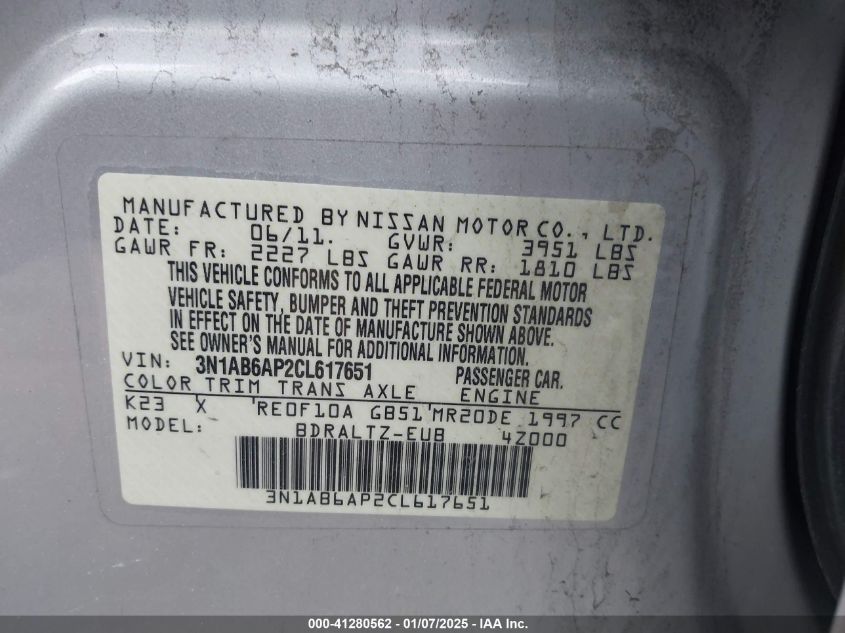 MANUFACTURED BY NISSAN MOTOR CO., LTD.
DATE: 06/11. GVWR: 3951 LBS
GAWR FR: 2227 LBS GAWR RR: 1810 LBS
THIS VEHICLE CONFORMS TO ALL APPLICABLE FEDERAL MOTOR
VEHICLE SAFETY, BUMPER AND THEFT PREVENTION STANDARDS
IN EFFECT ON THE DATE OF MANUFACTURE SHOWN ABOVE.
SEE OWNER'S MANUAL FOR ADDITIONAL INFORMATION.
VIN: 3N1AB6AP2CL617651 PASSENGER CAR.
COLOR TRIM TRANS AXLE ENGINE
K23 X RE0F10A GB51 MR20DE 1997 CC
MODEL: BDRALTZ-EUB 4Z000
3N1AB6AP2CL617651
000-41280562 - 01/07/2025 - IAA Inc.